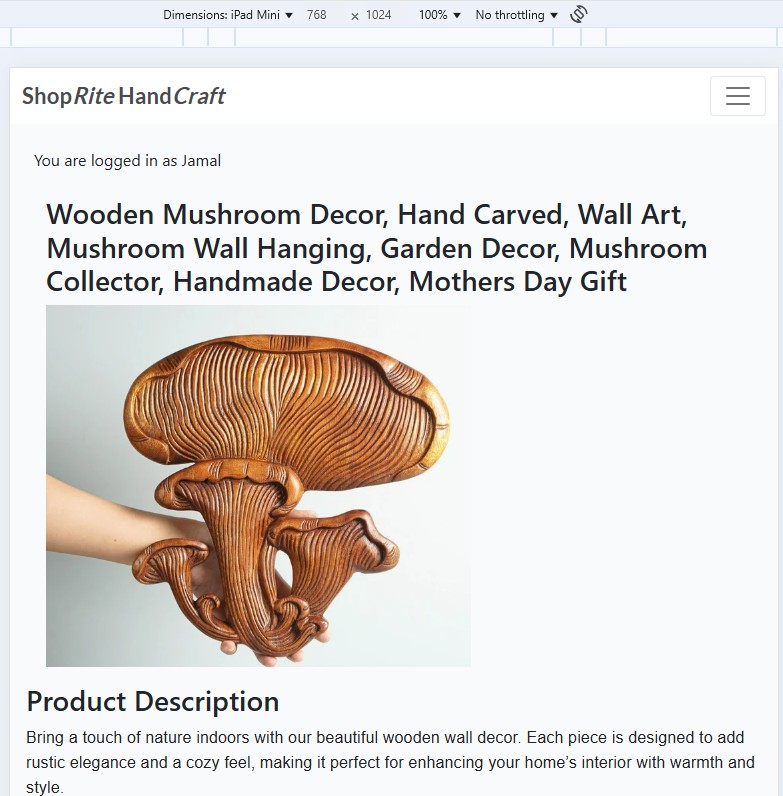 Dimensions: iPad Mini 768 × 1024 100% No throttling
ShopRite HandCraft
You are logged in as Jamal
Wooden Mushroom Decor, Hand Carved, Wall Art,
Mushroom Wall Hanging, Garden Decor, Mushroom
Collector, Handmade Decor, Mothers Day Gift
Product Description
Bring a touch of nature indoors with our beautiful wooden wall decor. Each piece is designed to add
rustic elegance and a cozy feel, making it perfect for enhancing your home’s interior with warmth and
style.